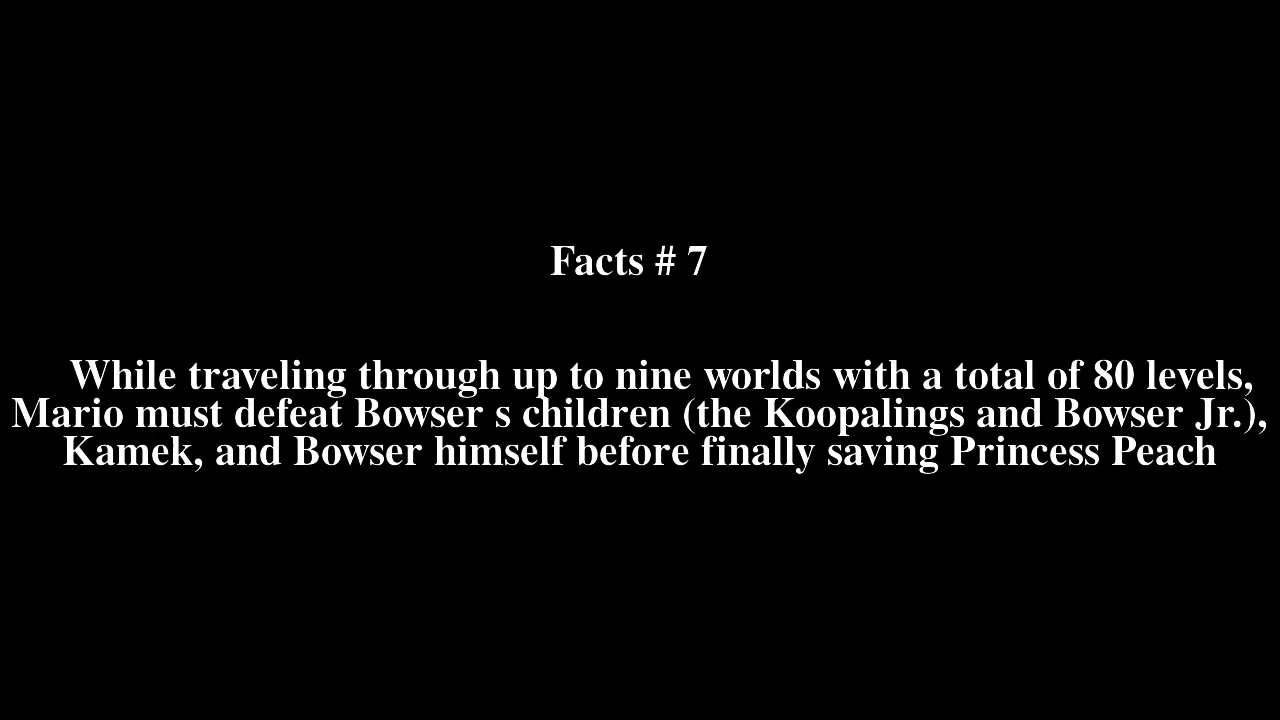 Facts # 7
While traveling through up to nine worlds with a total of 80 levels,
Mario must defeat Bowser s children (the Koopalings and Bowser Jr.),
Kamek, and Bowser himself before finally saving Princess Peach